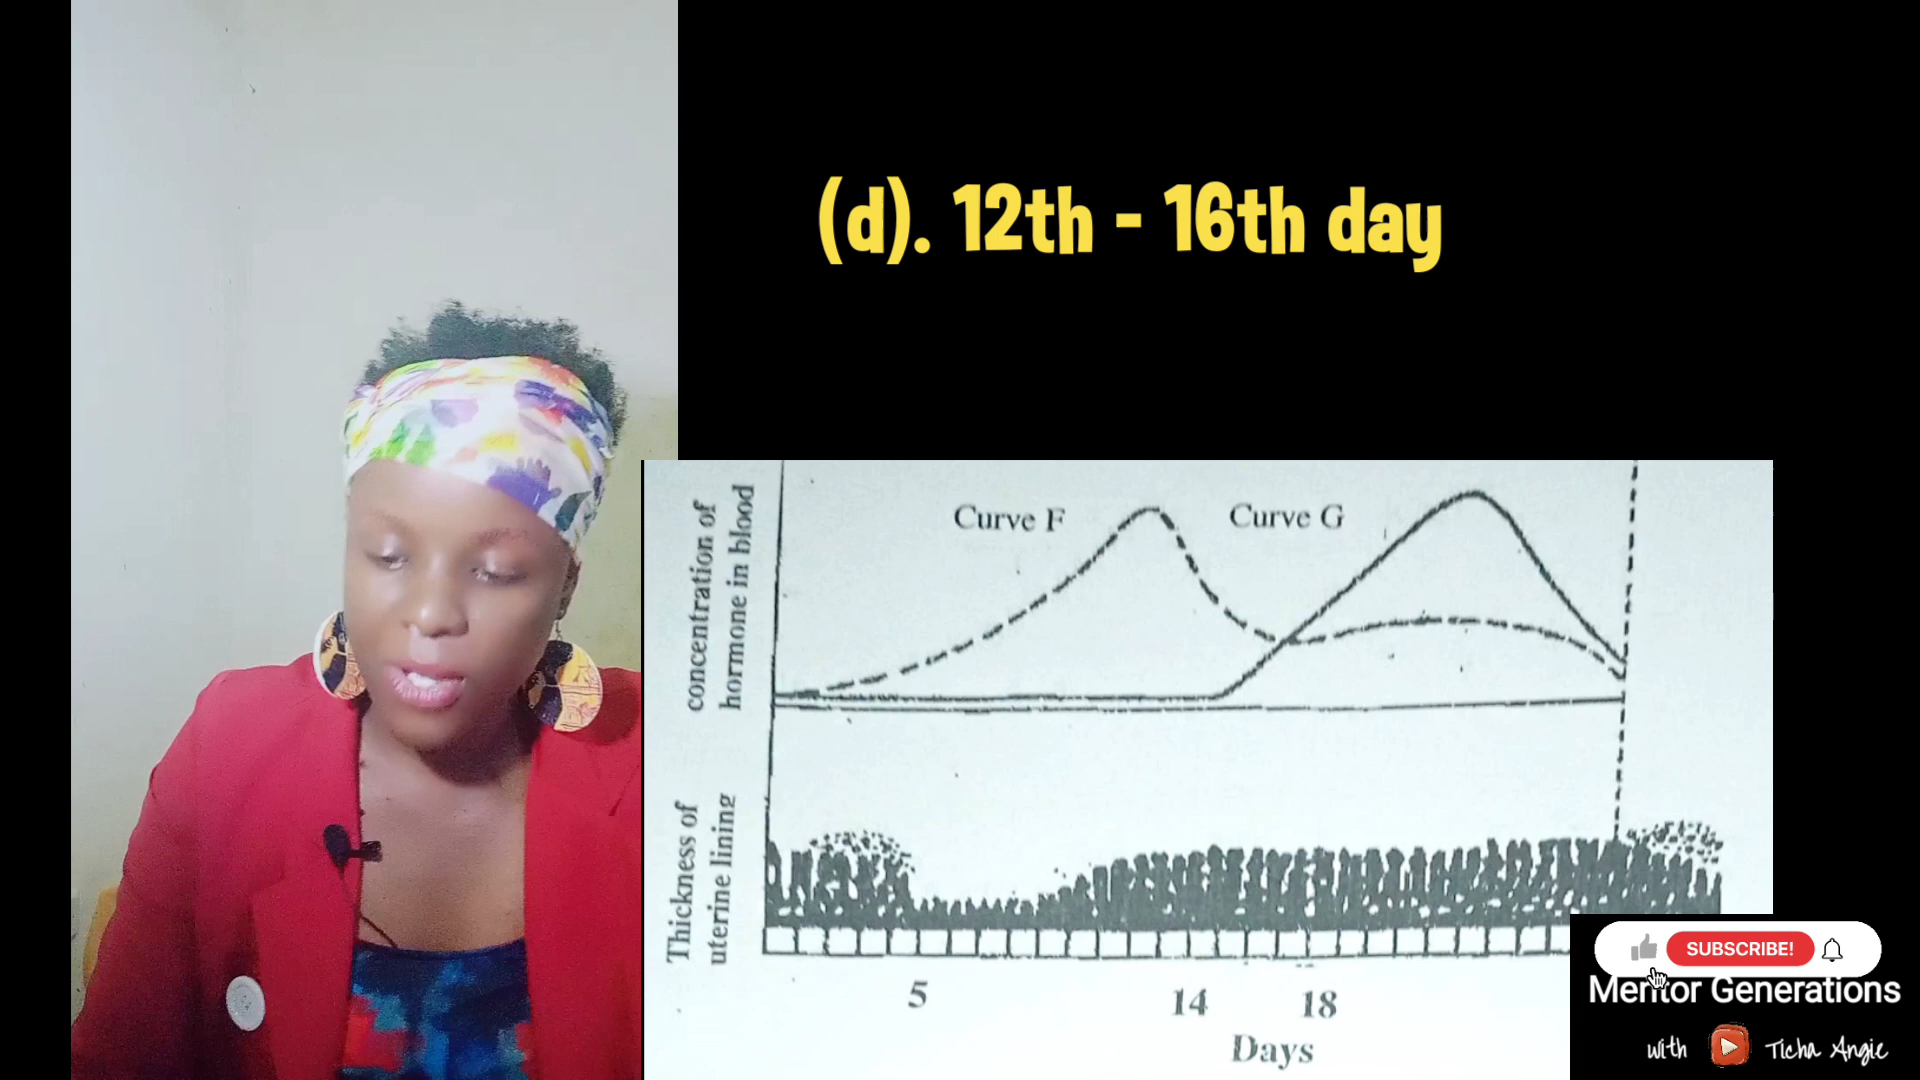 (d). 12th - 16th day
concentration of
hormone in blood
Curve F
Curve G
Thickness of
uterine lining
5
14
18
Days
SUBSCRIBE!
Mentor Generations
with
Ticha Angie